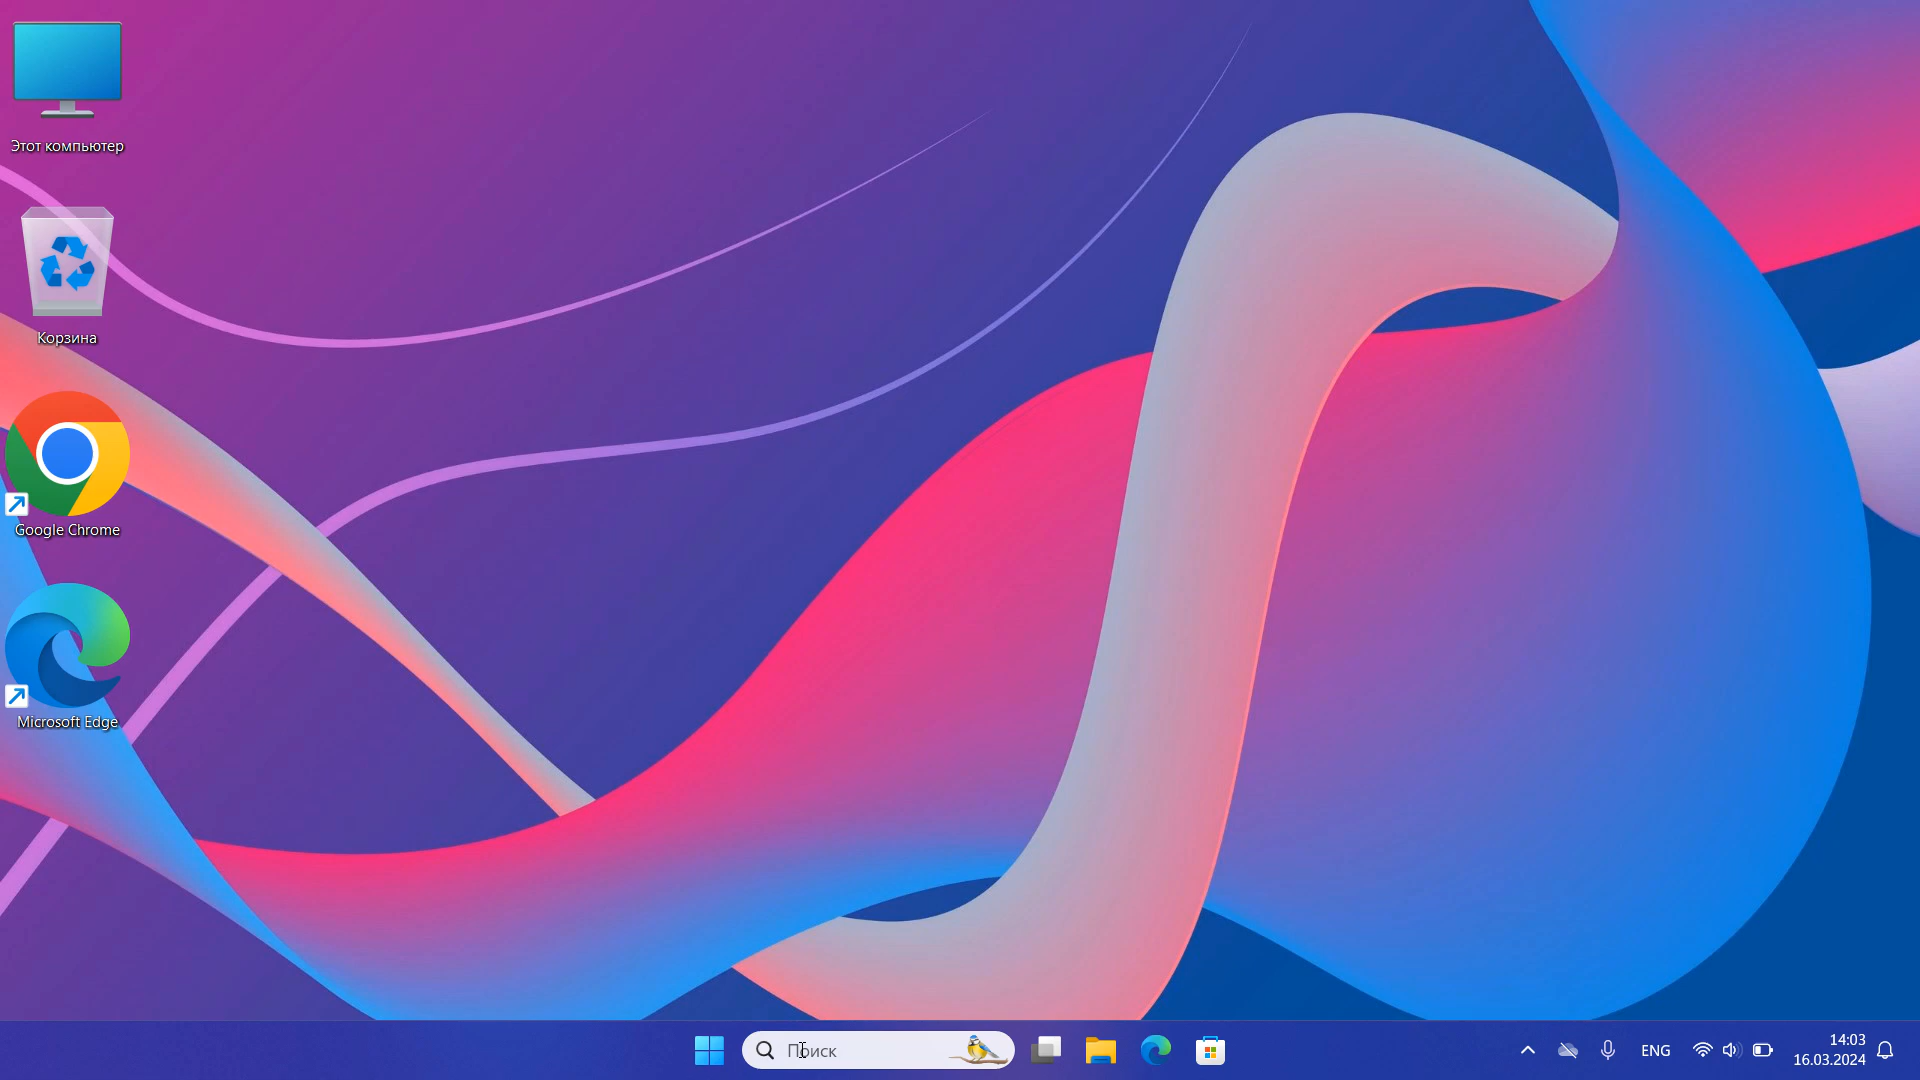 Этот компьютер
Корзина
Google Chrome
Microsoft Edge
Поиск
ENG
14:03
16.03.2024